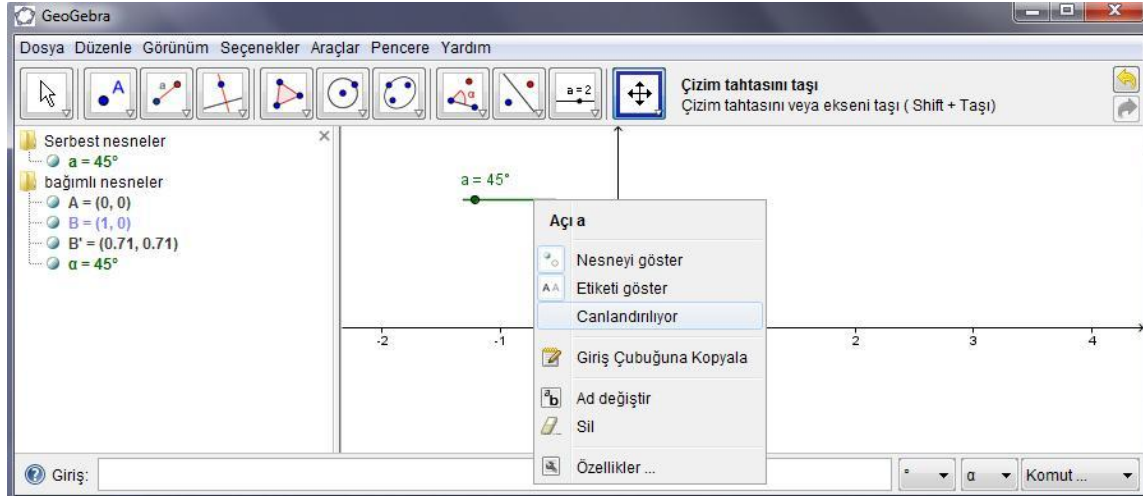 GeoGebra
Dosya Düzenle Görünüm Seçenekler Araçlar Pencere Yardım
A
a
α
a = 2
Çizim tahtasını taşı
Çizim tahtasını veya ekseni taşı ( Shift + Taşı)
Serbest nesneler
a = 45°
bağımlı nesneler
A = (0, 0)
B = (1, 0)
B' = (0.71, 0.71)
α = 45°
a = 45°
Açı a
Nesneyi göster
AA Etiketi göster
Canlandırılıyor
Giriş Çubuğuna Kopyala
ab Ad değiştir
Sil
Özellikler ...
-2 -1 2 3 4
Giriş: ° α Komut ...